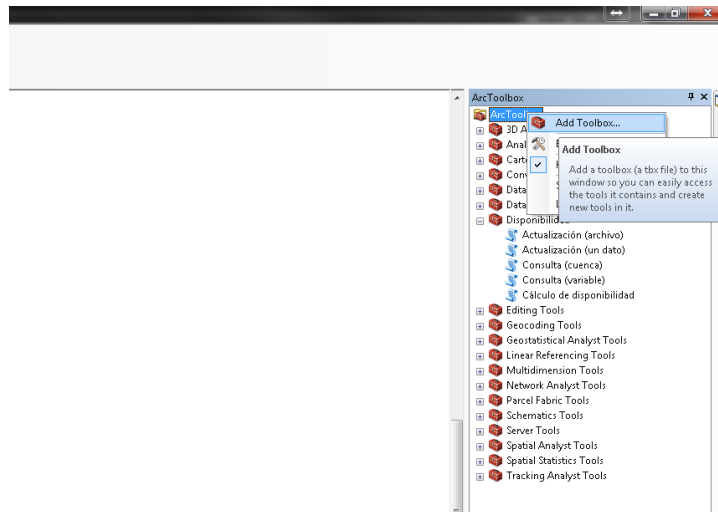 ArcToolbox
Add Toolbox...
3D A
Anal
Add Toolbox
Cart
Add a toolbox (a tbx file) to this
Conv
window so you can easily access
Data
the tools it contains and create
Data
new tools in it.
Disponibilidad
Actualización (archivo)
Actualización (un dato)
Consulta (cuenca)
Consulta (variable)
Cálculo de disponibilidad
Editing Tools
Geocoding Tools
Geostatistical Analyst Tools
Linear Referencing Tools
Multidimension Tools
Network Analyst Tools
Parcel Fabric Tools
Schematics Tools
Server Tools
Spatial Analyst Tools
Spatial Statistics Tools
Tracking Analyst Tools